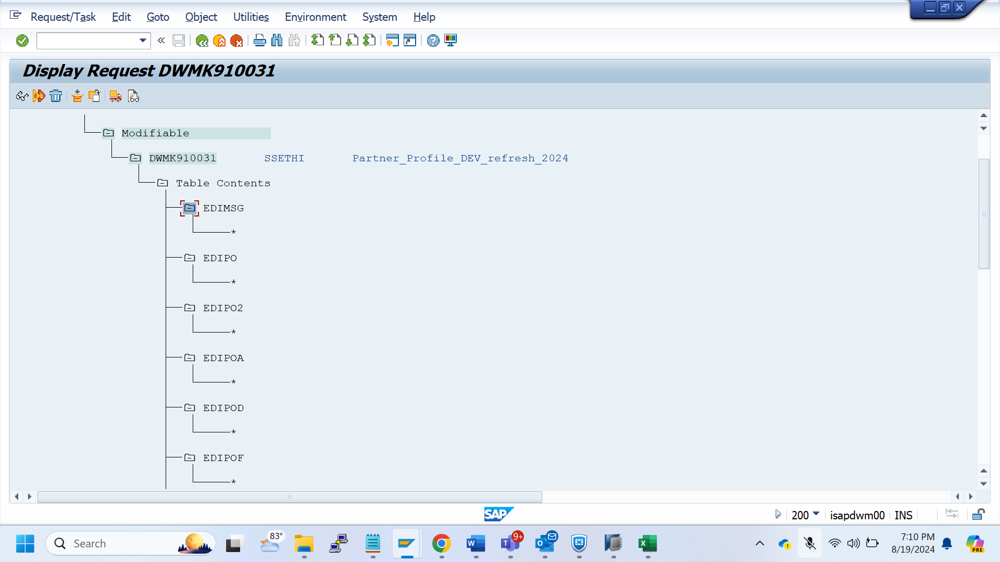 Request/Task Edit Goto Object Utilities Environment System Help
Display Request DWMK910031
Modifiable
DWMK910031 SSETHI Partner_Profile_DEV_refresh_2024
Table Contents
EDIMSG
*
EDIPO
*
EDIPO2
*
EDIPOA
*
EDIPOD
*
EDIPOF
*
SAP
200 isapdwm00 INS
Search
83°
9+
7:10 PM
8/19/2024
PRE